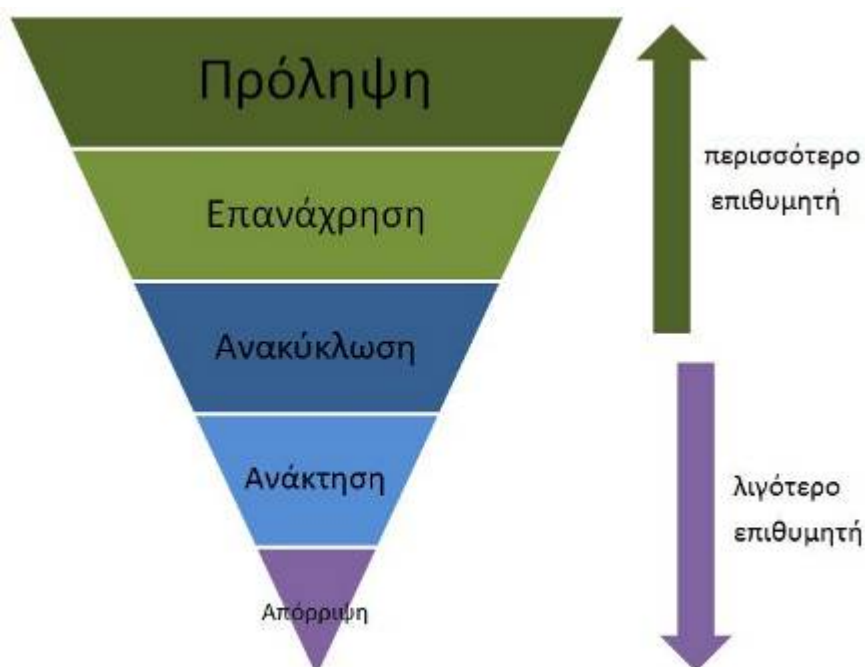 Πρόληψη
Επανάχρηση
Ανακύκλωση
Ανάκτηση
Απόρριψη
περισσότερο
επιθυμητή
λιγότερο
επιθυμητή